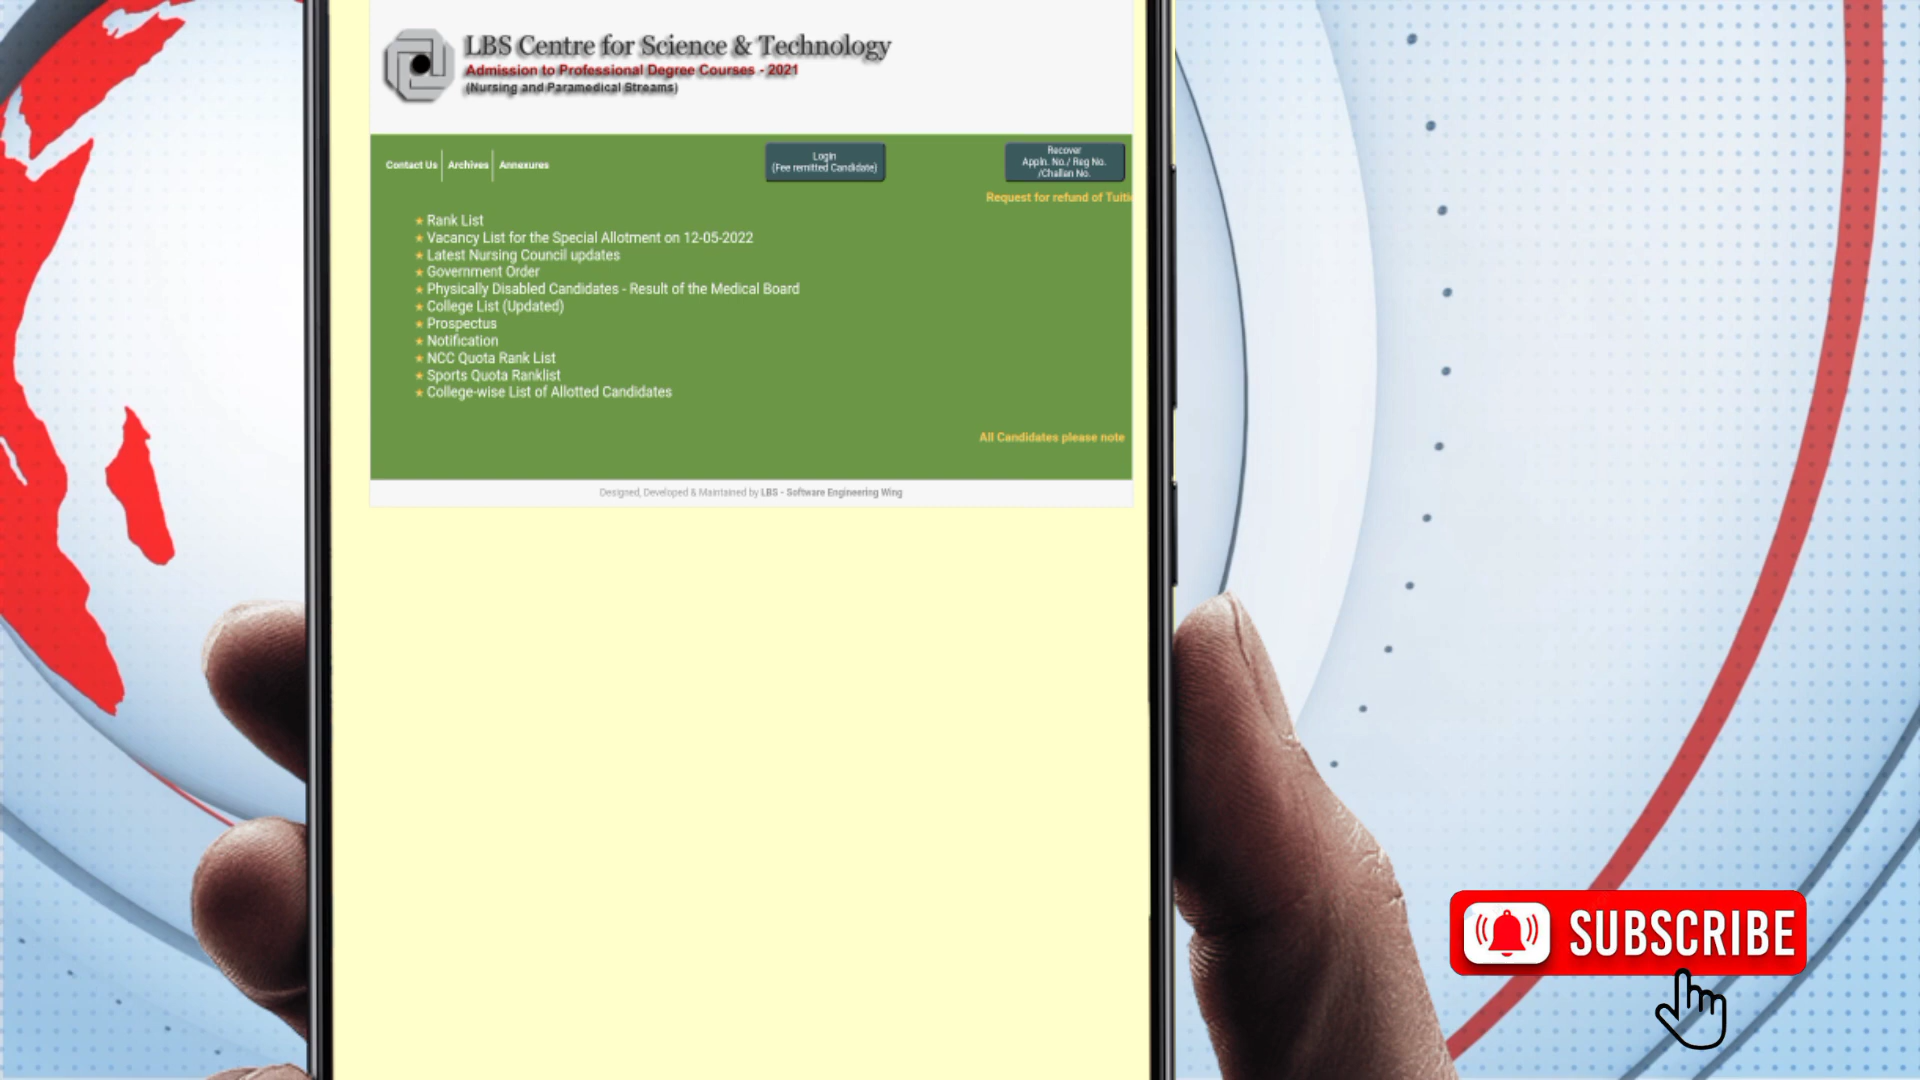 LBS Centre for Science & Technology
Admission to Professional Degree Courses - 2021
(Nursing and Paramedical Streams)
Contact Us
Archives
Annexures
Login
(Fee remitted Candidate)
Recover
Appln. No./ Reg No.
/Challan No.
Request for refund of
Rank List
Vacancy List for the Special Allotment on 12-05-2022
Latest Nursing Council updates
Government Order
Physically Disabled Candidates - Result of the Medical Board
College List (Updated)
Prospectus
Notification
NCC Quota Rank List
Sports Quota Ranklist
College-wise List of Allotted Candidates
All Candidates please note
Designed, Developed & Maintained by LBS - Software Engineering Wing
SUBSCRIBE